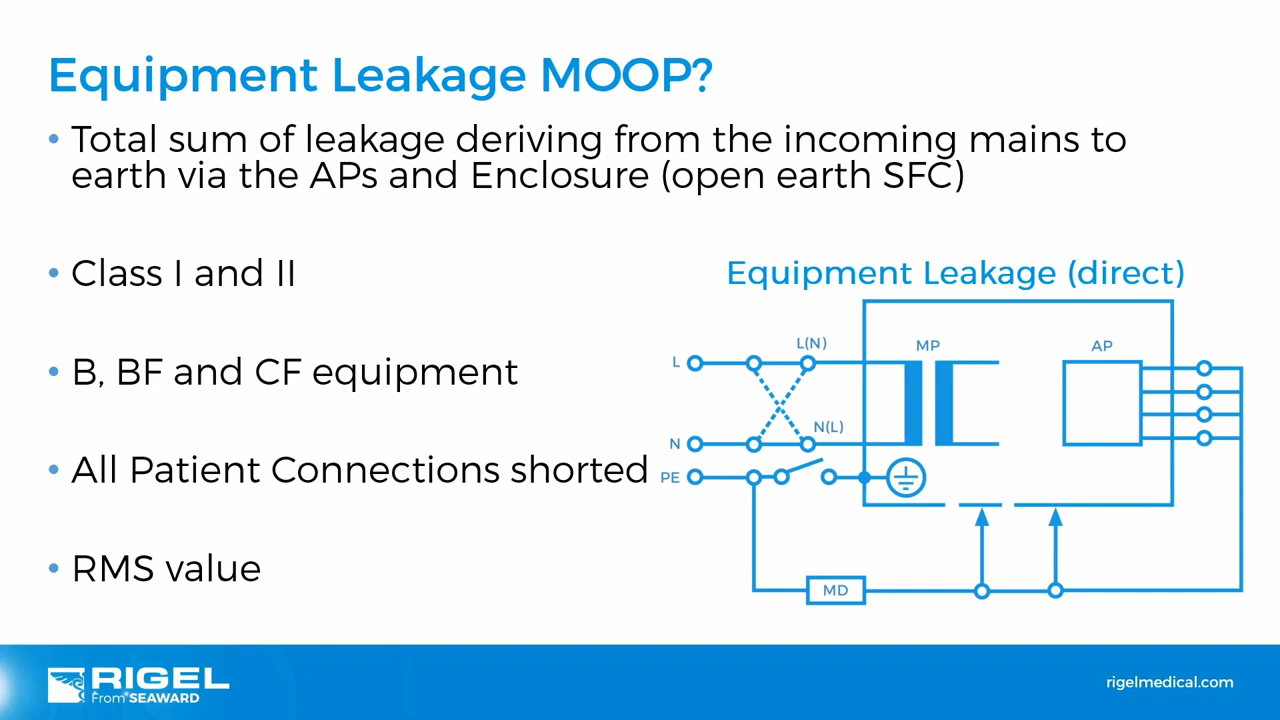 Equipment Leakage MOOP?
• Total sum of leakage deriving from the incoming mains to
earth via the APs and Enclosure (open earth SFC)
• Class I and II
• B, BF and CF equipment
• All Patient Connections shorted
• RMS value
Equipment Leakage (direct)
L(N)
MP
AP
L
N(L)
N
PE
MD
RIGEL
From SEAWARD
rigelmedical.com